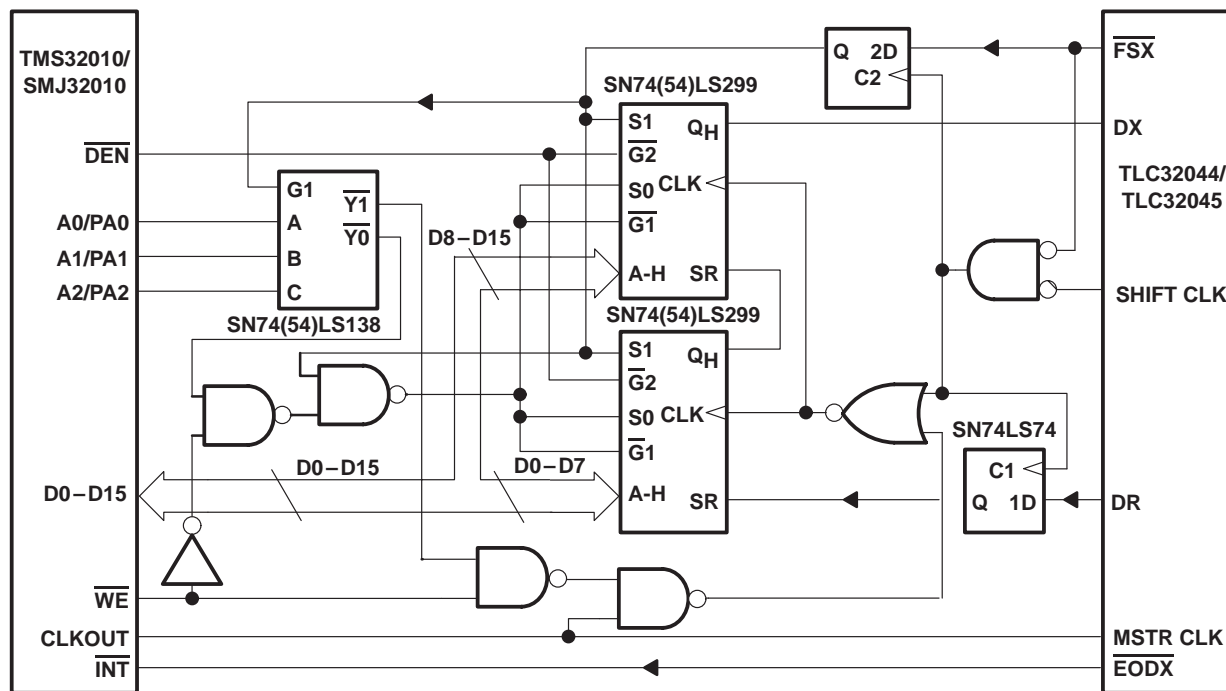 TMS32010/
SMJ32010
DEN
A0/PA0
A1/PA1
A2/PA2
D0–D15
WE
CLKOUT
INT
G1
A
B
C
Y1
Y0
SN74(54)LS138
D8–D15
D0–D15
D0–D7
SN74(54)LS299
S1
G2
S0
G1
A-H
QH
CLK
SR
SN74(54)LS299
S1
G2
S0
G1
A-H
QH
CLK
SR
Q
2D
C2
SN74LS74
C1
Q
1D
FSX
DX
TLC32044/
TLC32045
SHIFT CLK
DR
MSTR CLK
EODX